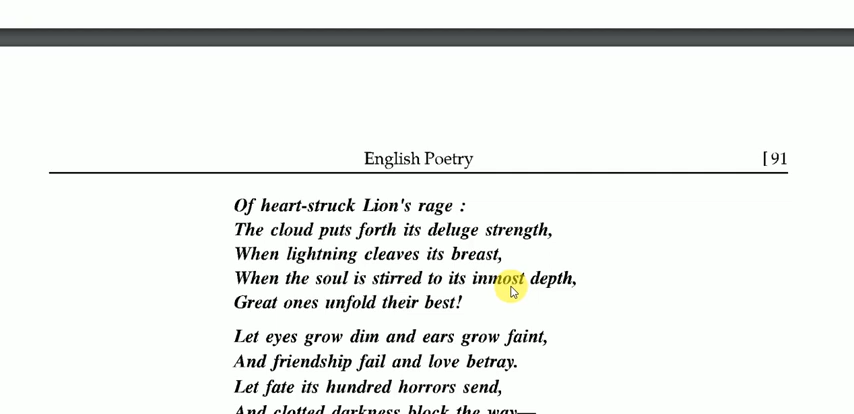 English Poetry [ 91
Of heart-struck Lion's rage :
The cloud puts forth its deluge strength,
When lightning cleaves its breast,
When the soul is stirred to its inmost depth,
Great ones unfold their best!
Let eyes grow dim and ears grow faint,
And friendship fail and love betray.
Let fate its hundred horrors send,
And clotted darkness block the way—